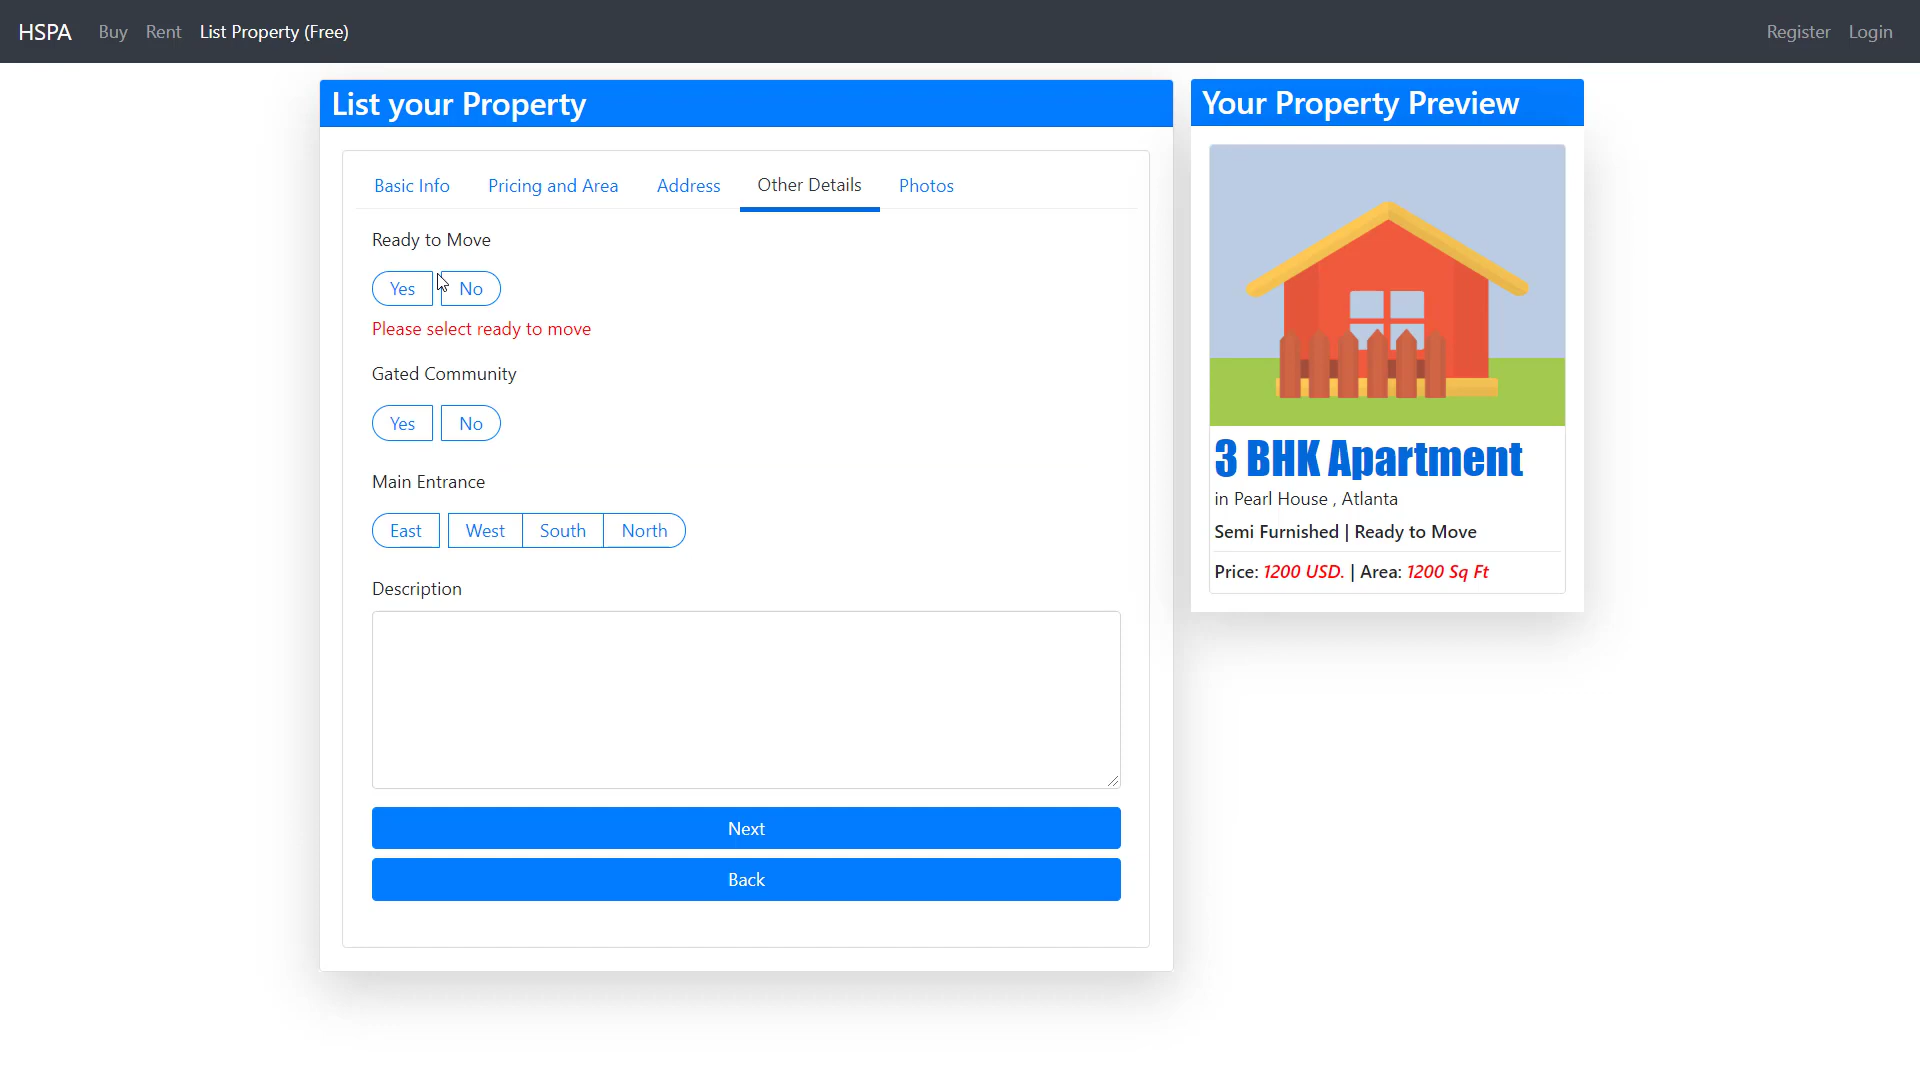 HSPA Buy Rent List Property (Free) Register Login
List your Property
Basic Info Pricing and Area Address Other Details Photos
Ready to Move
Yes No
Please select ready to move
Gated Community
Yes No
Main Entrance
East West South North
Description
Next
Back
Your Property Preview
3 BHK Apartment
in Pearl House , Atlanta
Semi Furnished | Ready to Move
Price: 1200 USD. | Area: 1200 Sq Ft